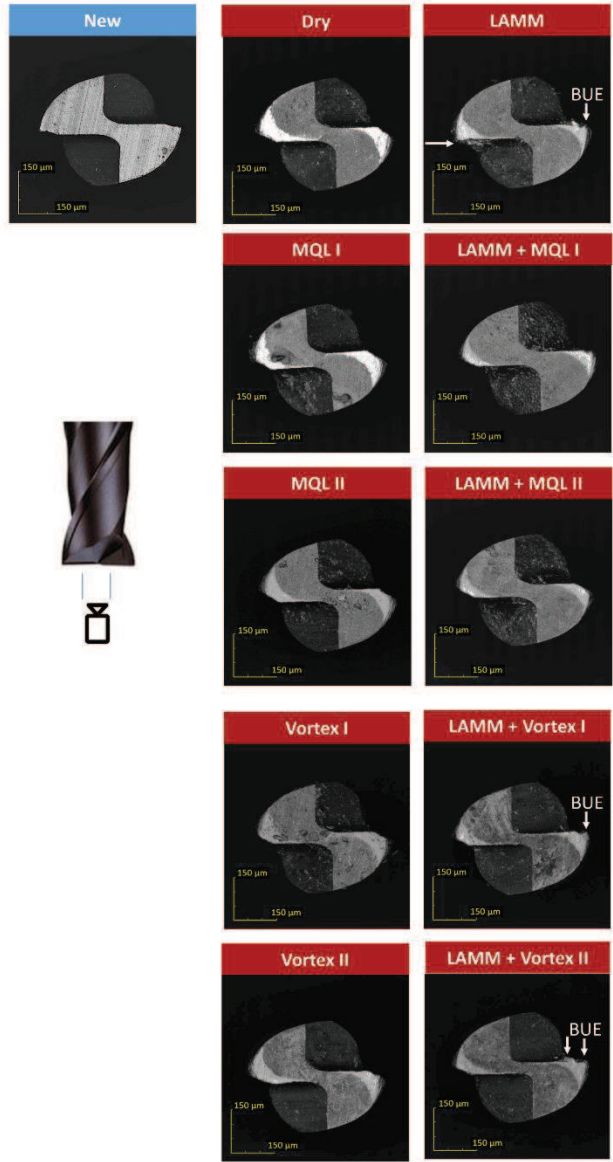 New
Dry
LAMM
BUE
150 µm
150 µm
150 µm
150 µm
150 µm
150 µm
MQL I
LAMM + MQL I
150 µm
150 µm
150 µm
150 µm
MQL II
LAMM + MQL II
150 µm
150 µm
150 µm
150 µm
Vortex I
LAMM + Vortex I
BUE
150 µm
150 µm
150 µm
150 µm
Vortex II
LAMM + Vortex II
BUE
150 µm
150 µm
150 µm
150 µm